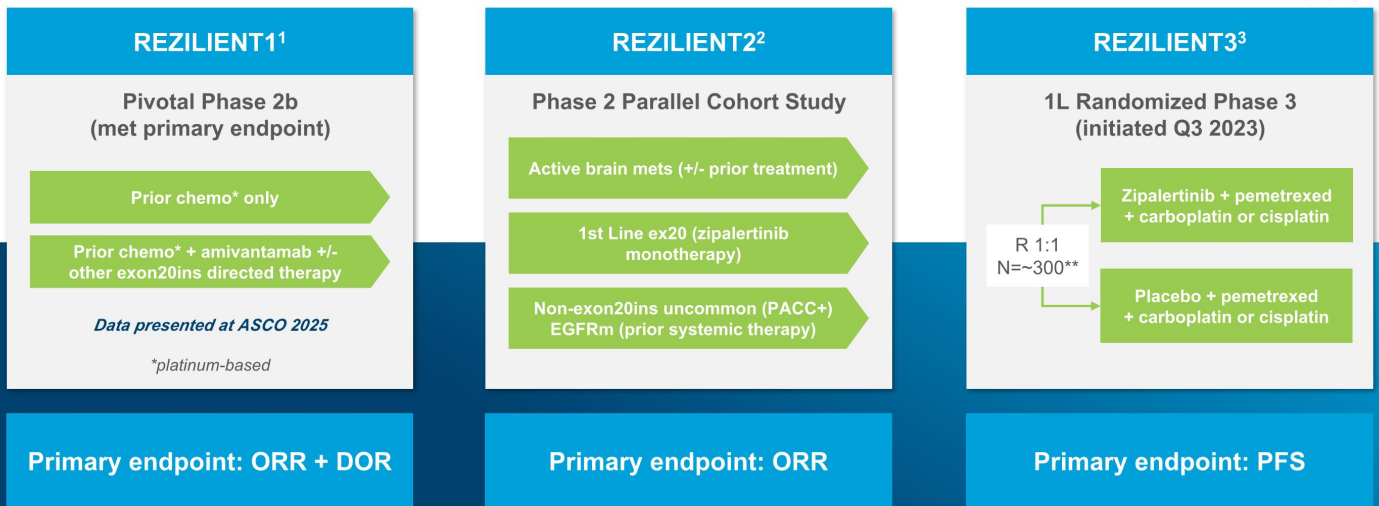 REZILIENT1¹
Pivotal Phase 2b
(met primary endpoint)
Prior chemo* only
Prior chemo* + amivantamab +/-
other exon20ins directed therapy
Data presented at ASCO 2025
*platinum-based
Primary endpoint: ORR + DOR
REZILIENT2²
Phase 2 Parallel Cohort Study
Active brain mets (+/- prior treatment)
1st Line ex20 (zipalertinib
monotherapy)
Non-exon20ins uncommon (PACC+)
EGFRm (prior systemic therapy)
Primary endpoint: ORR
REZILIENT3³
1L Randomized Phase 3
(initiated Q3 2023)
R 1:1
N=~300**
Zipalertinib + pemetrexed
+ carboplatin or cisplatin
Placebo + pemetrexed
+ carboplatin or cisplatin
Primary endpoint: PFS